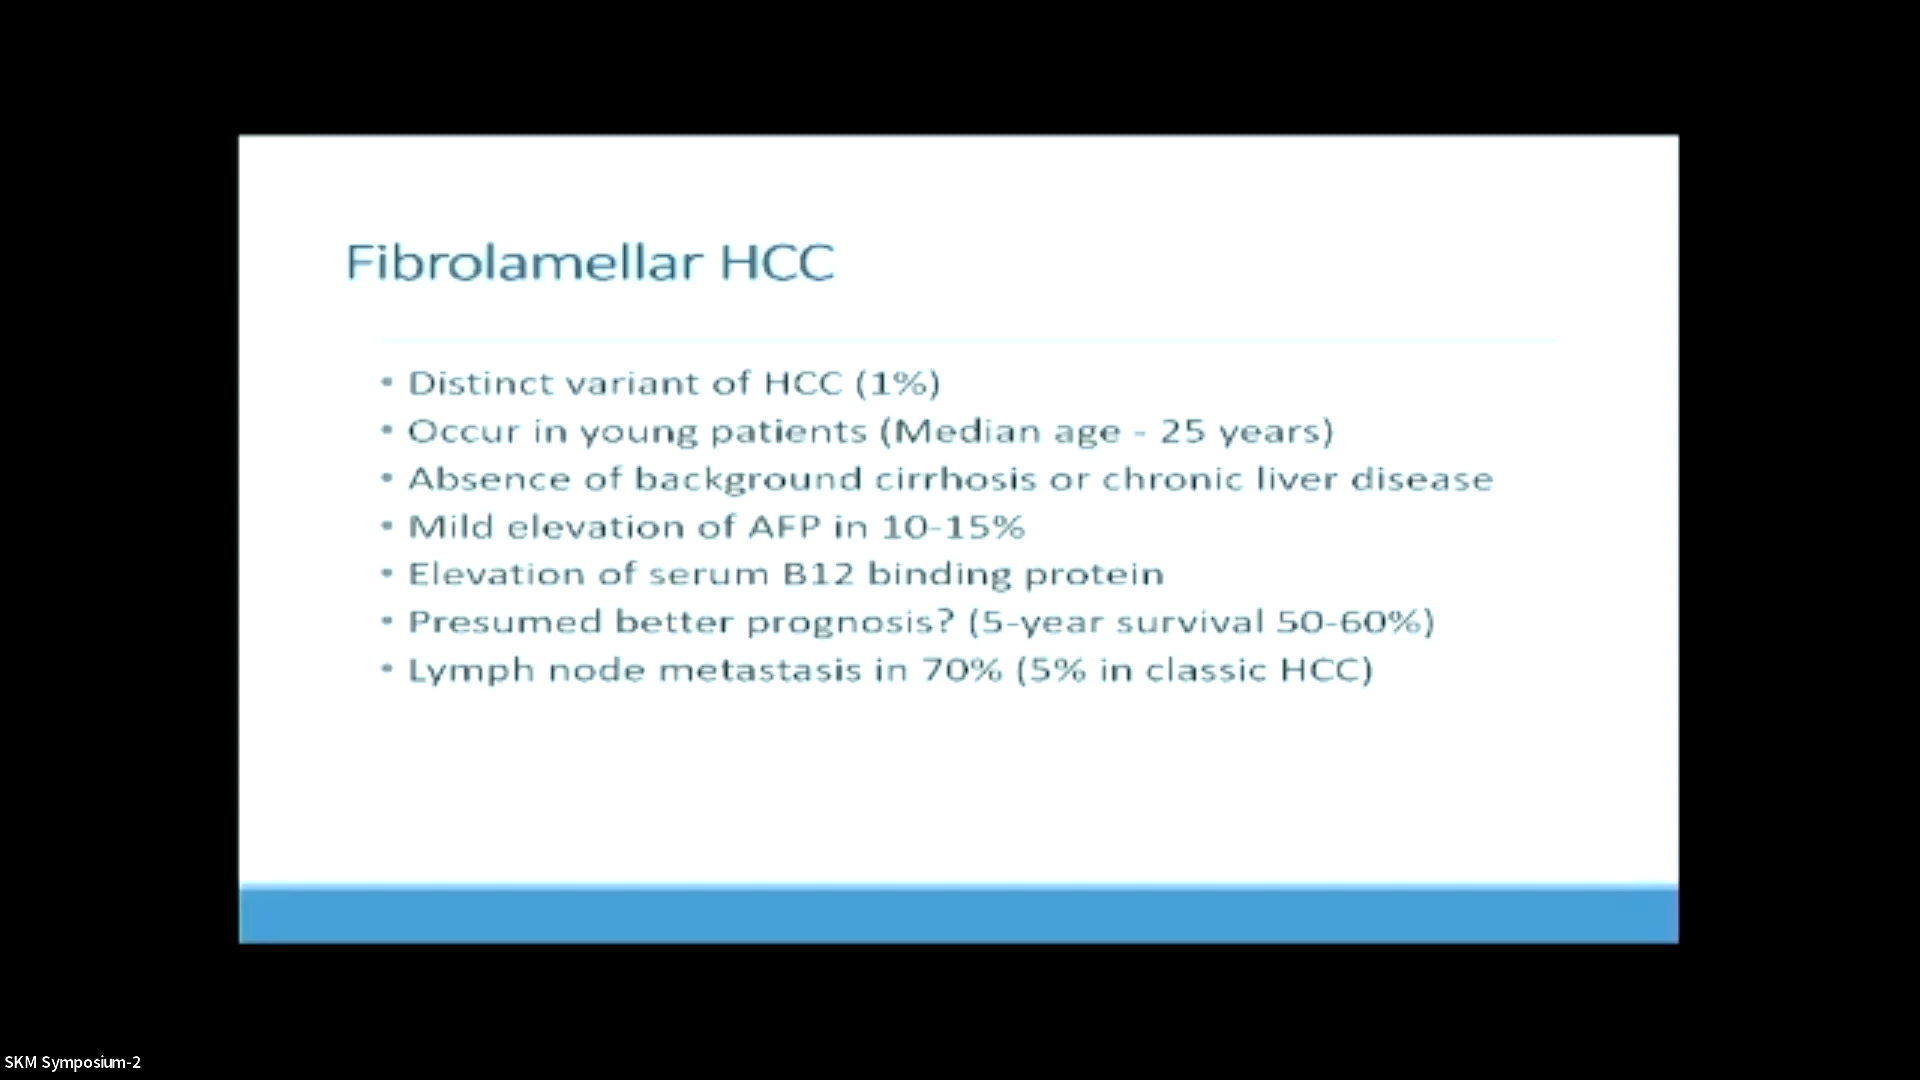 Fibrolamellar HCC
• Distinct variant of HCC (1%)
• Occur in young patients (Median age - 25 years)
• Absence of background cirrhosis or chronic liver disease
• Mild elevation of AFP in 10-15%
• Elevation of serum B12 binding protein
• Presumed better prognosis? (5-year survival 50-60%)
• Lymph node metastasis in 70% (5% in classic HCC)
SKM Symposium-2